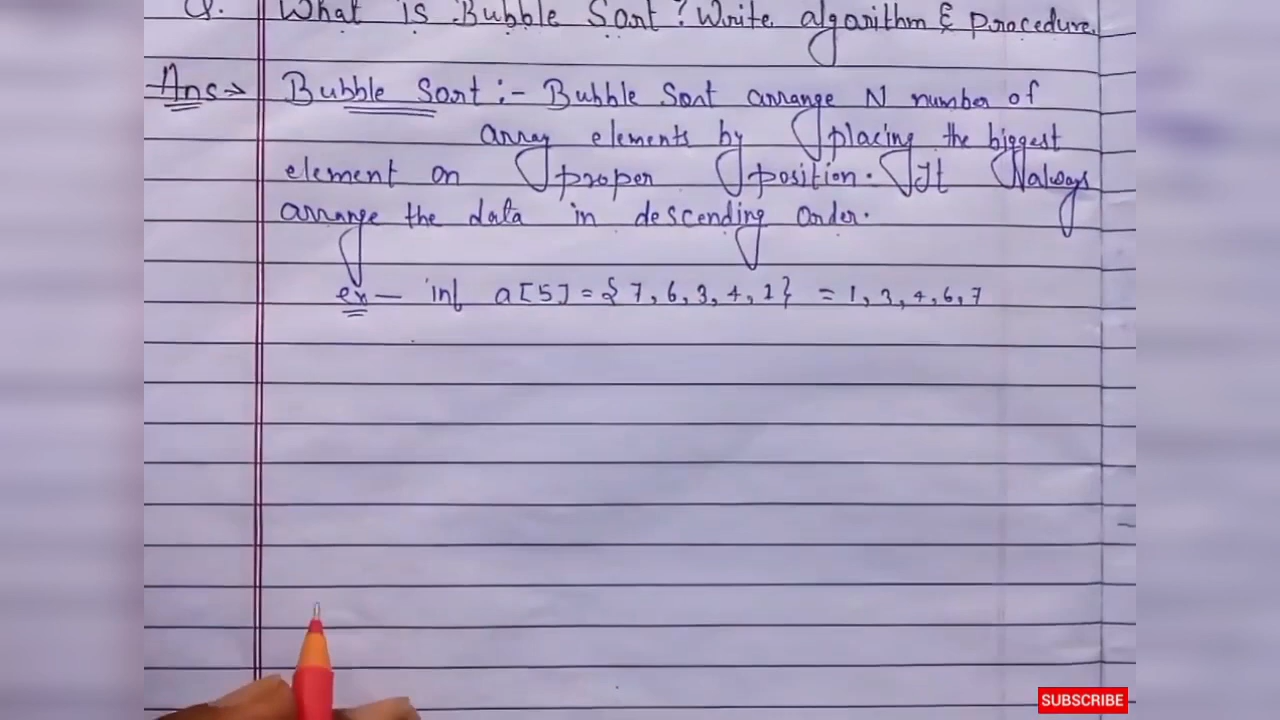 Q. What is Bubble Sort? Write algorithm & procedure.
Ans→ Bubble Sort :- Bubble Sort arrange N number of
array elements by placing the biggest
element on proper position. It always
arrange the data in descending order.
ex— int a[5] = {7, 6, 3, 4, 1} = 1, 3, 4, 6, 7
SUBSCRIBE